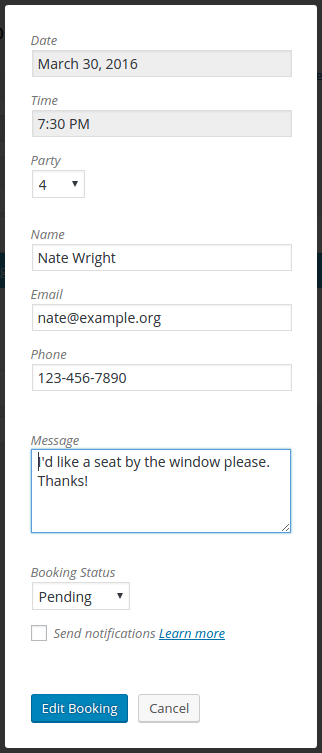 Date
March 30, 2016
Time
7:30 PM
Party
4
Name
Nate Wright
Email
nate@example.org
Phone
123-456-7890
Message
I'd like a seat by the window please.
Thanks!
Booking Status
Pending
Send notifications Learn more
Edit Booking Cancel